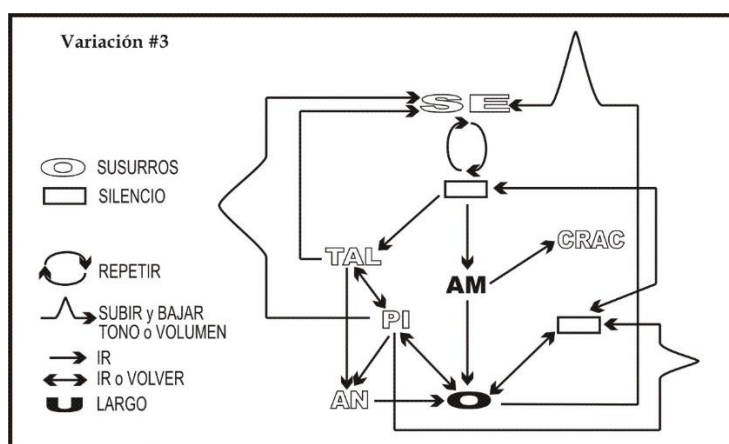 Variación #3
SE
O SUSURROS
SILENCIO
TAL
CRAC
REPETIR
AM
PI
SUBIR y BAJAR
TONO o VOLUMEN
IR
IR o VOLVER
AN
O
U LARGO